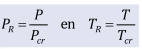 P_R = P / P_cr en T_R = T / T_cr